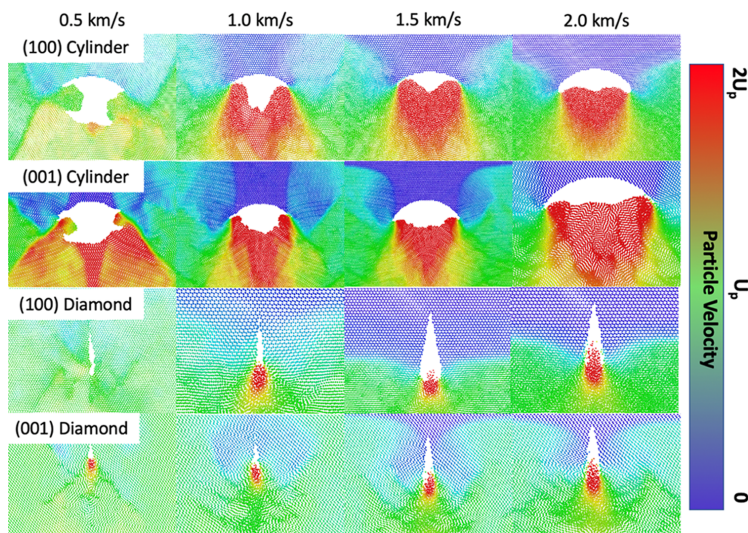 0.5 km/s 1.0 km/s 1.5 km/s 2.0 km/s
(100) Cylinder
(001) Cylinder
(100) Diamond
(001) Diamond
2Up
Up
0
Particle Velocity